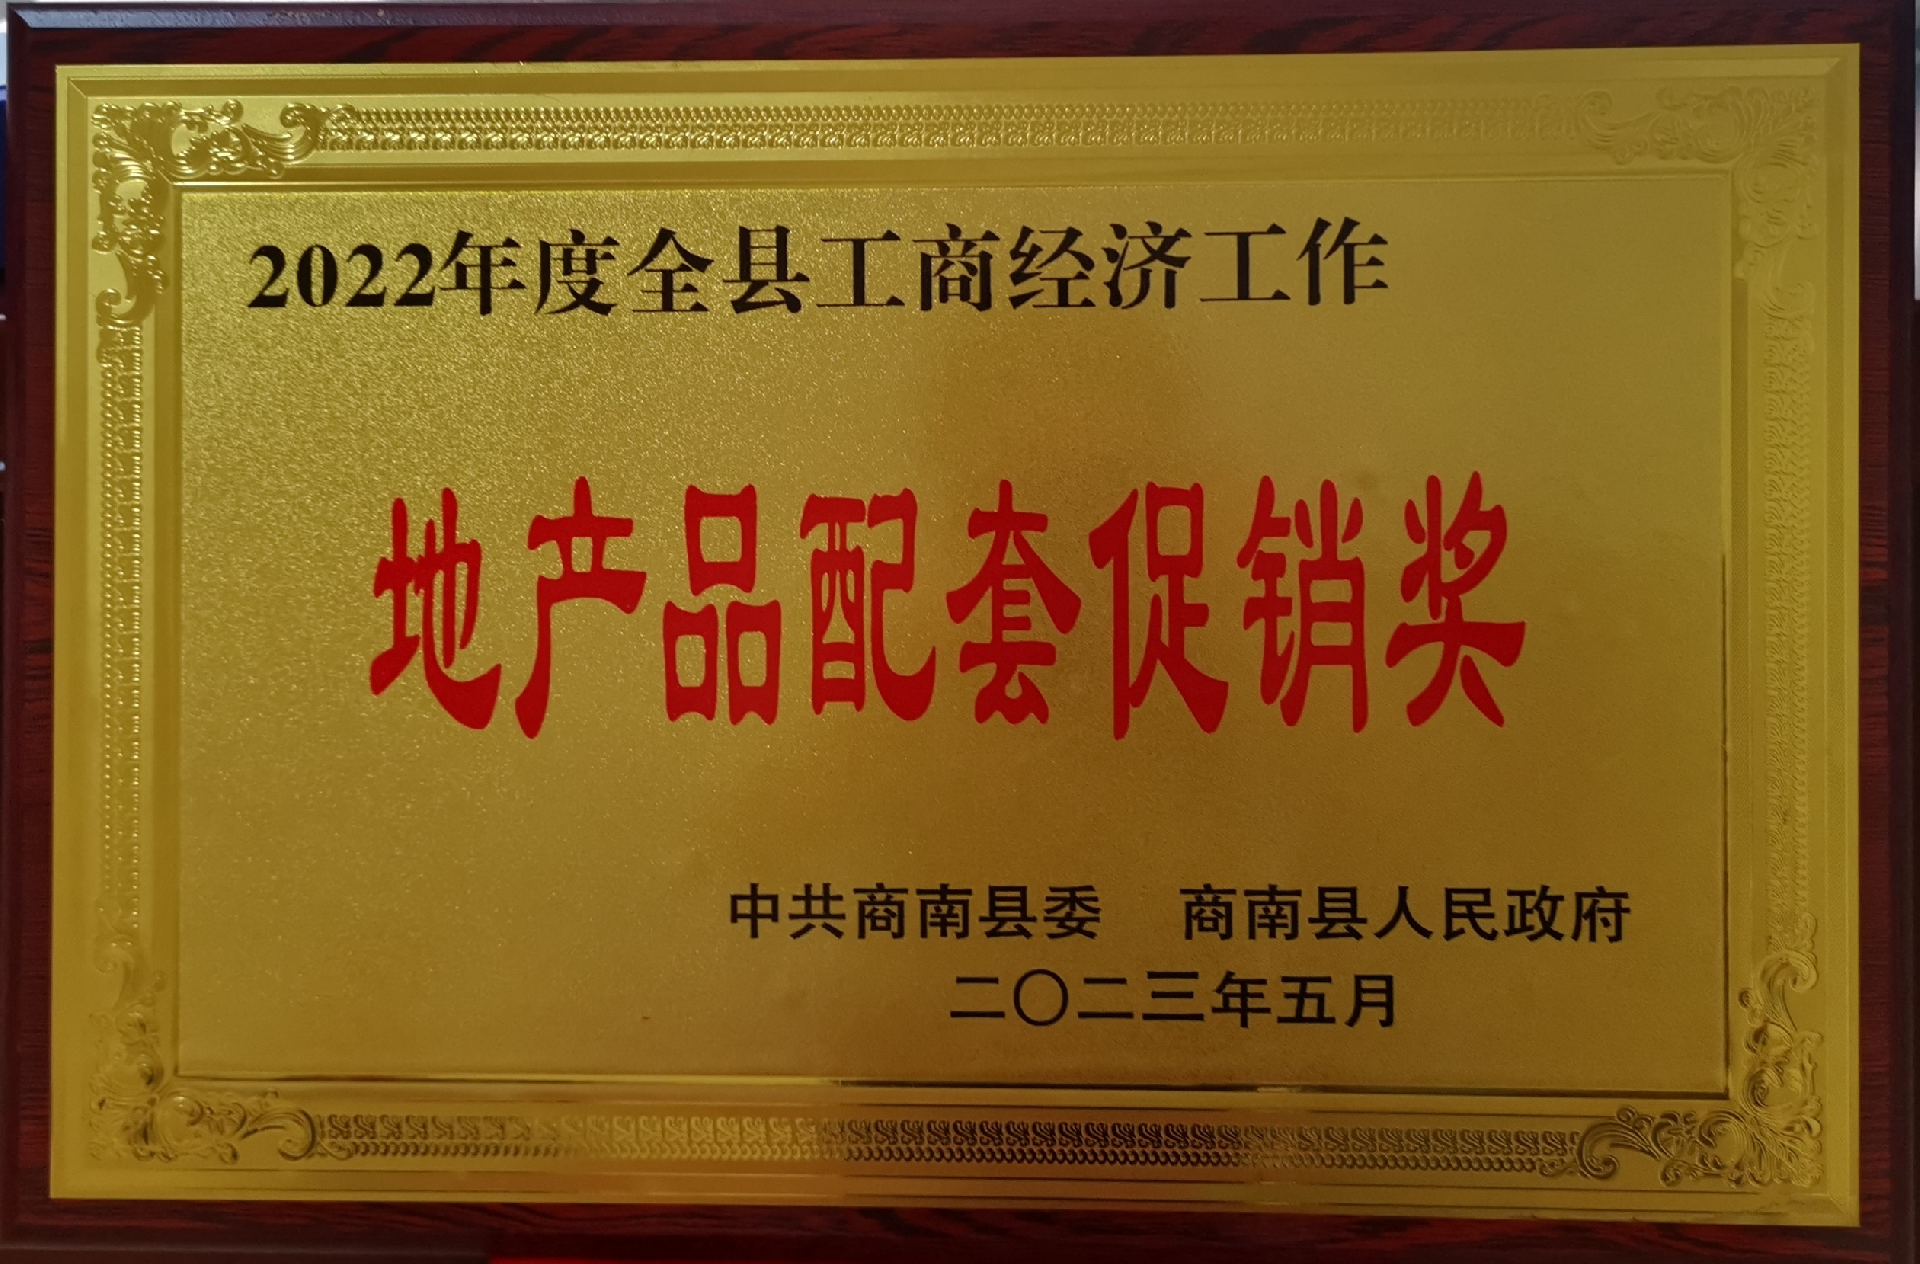 2022年度全县工商经济工作
地产品配套促销奖
中共商南县委 商南县人民政府
二〇二三年五月